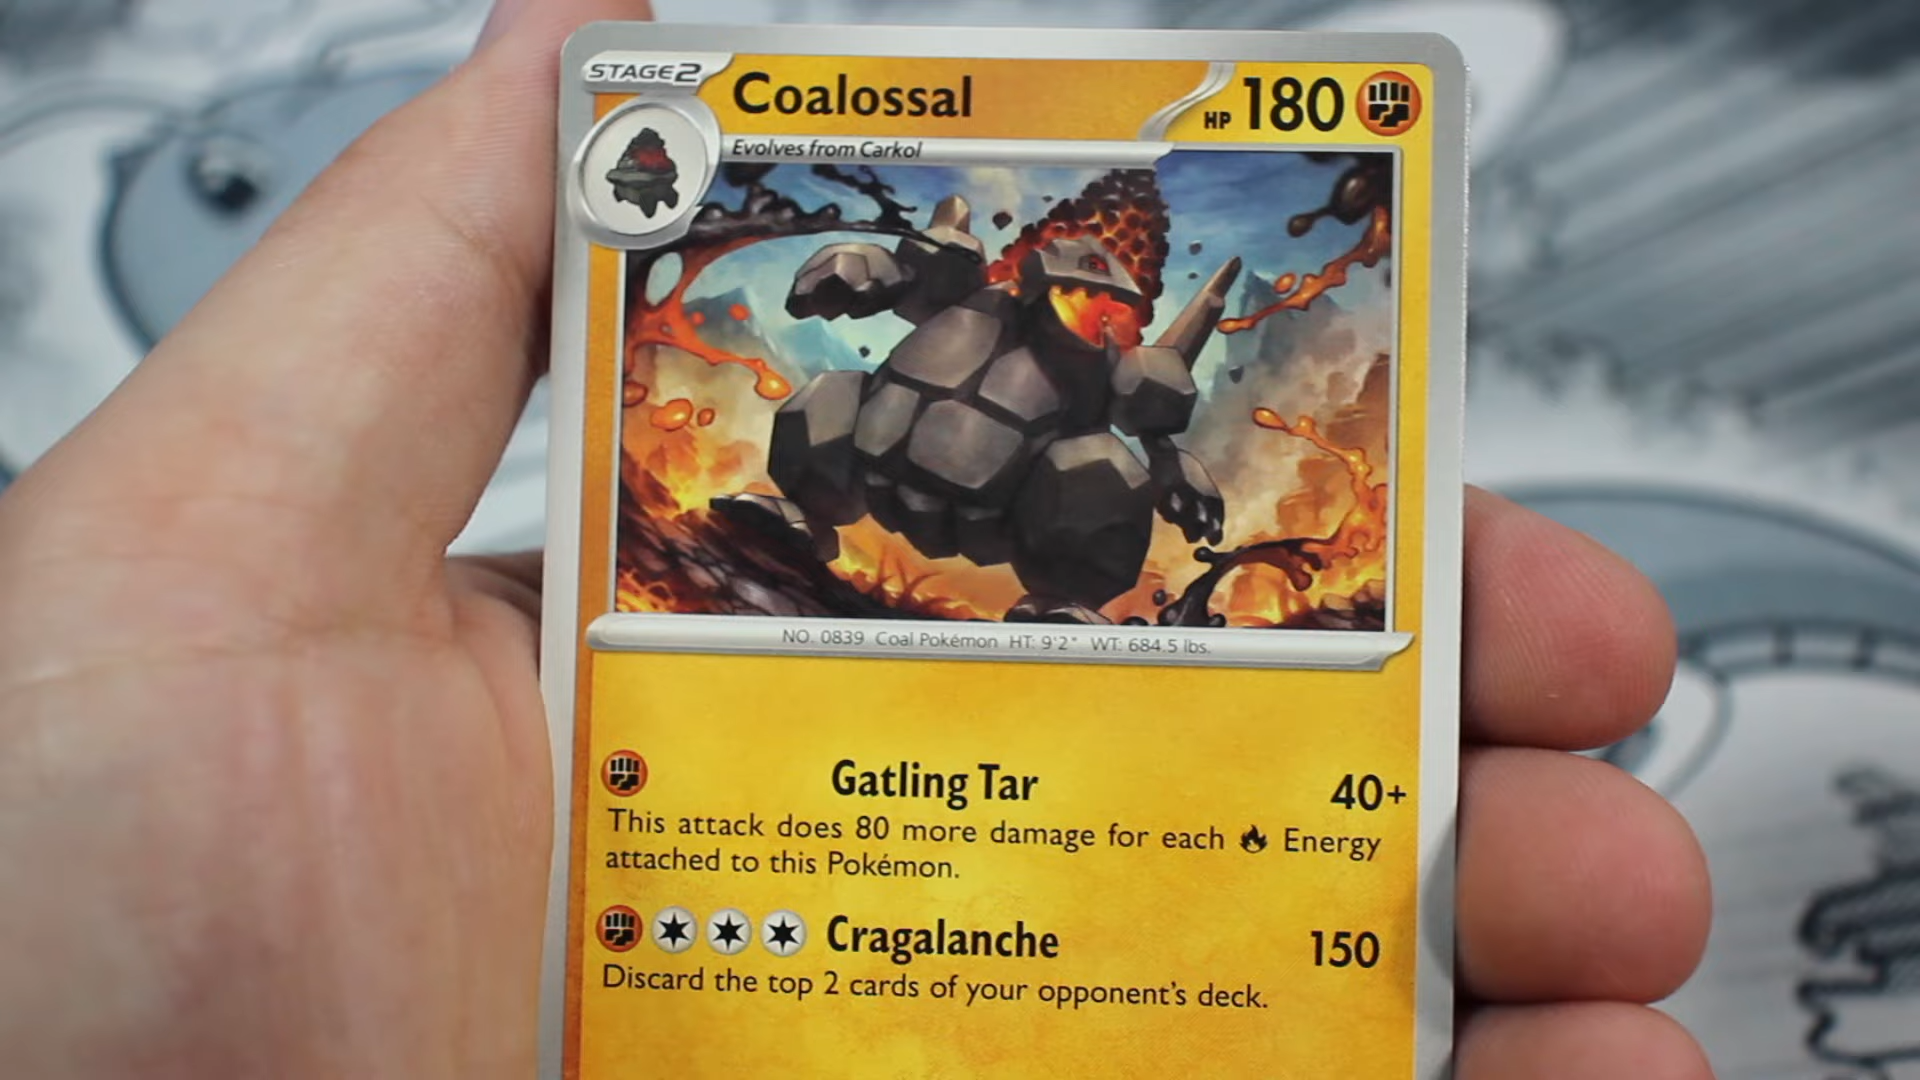 STAGE2
Coalossal
HP 180
Evolves from Carkol
NO. 0839 Coal Pokémon HT: 9'2" WT: 684.5 lbs.
Gatling Tar 40+
This attack does 80 more damage for each Energy
attached to this Pokémon.
Cragalanche 150
Discard the top 2 cards of your opponent's deck.